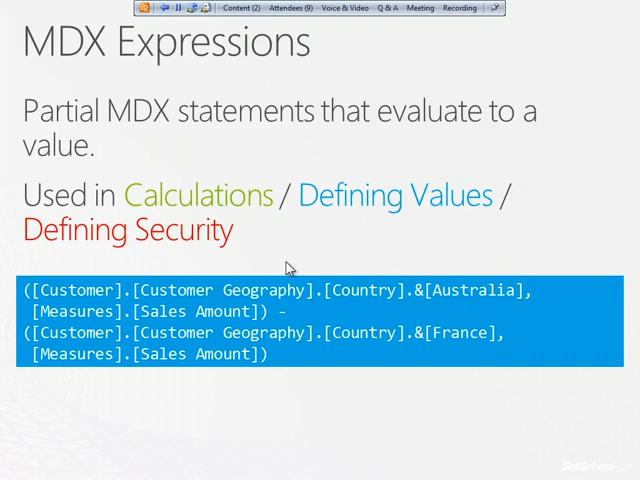 Content (2) Attendees (9) Voice & Video Q & A Meeting Recording
MDX Expressions
Partial MDX statements that evaluate to a
value.
Used in Calculations / Defining Values /
Defining Security
([Customer].[Customer Geography].[Country].&[Australia],
[Measures].[Sales Amount]) -
([Customer].[Customer Geography].[Country].&[France],
[Measures].[Sales Amount])